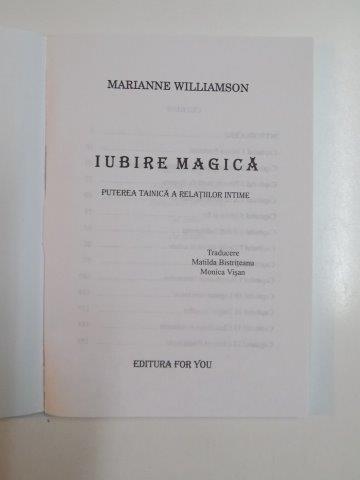 MARIANNE WILLIAMSON
IUBIRE MAGICĂ
PUTEREA TAINICĂ A RELAȚIILOR INTIME
Traducere
Matilda Bistrițeanu
Monica Vișan
EDITURA FOR YOU